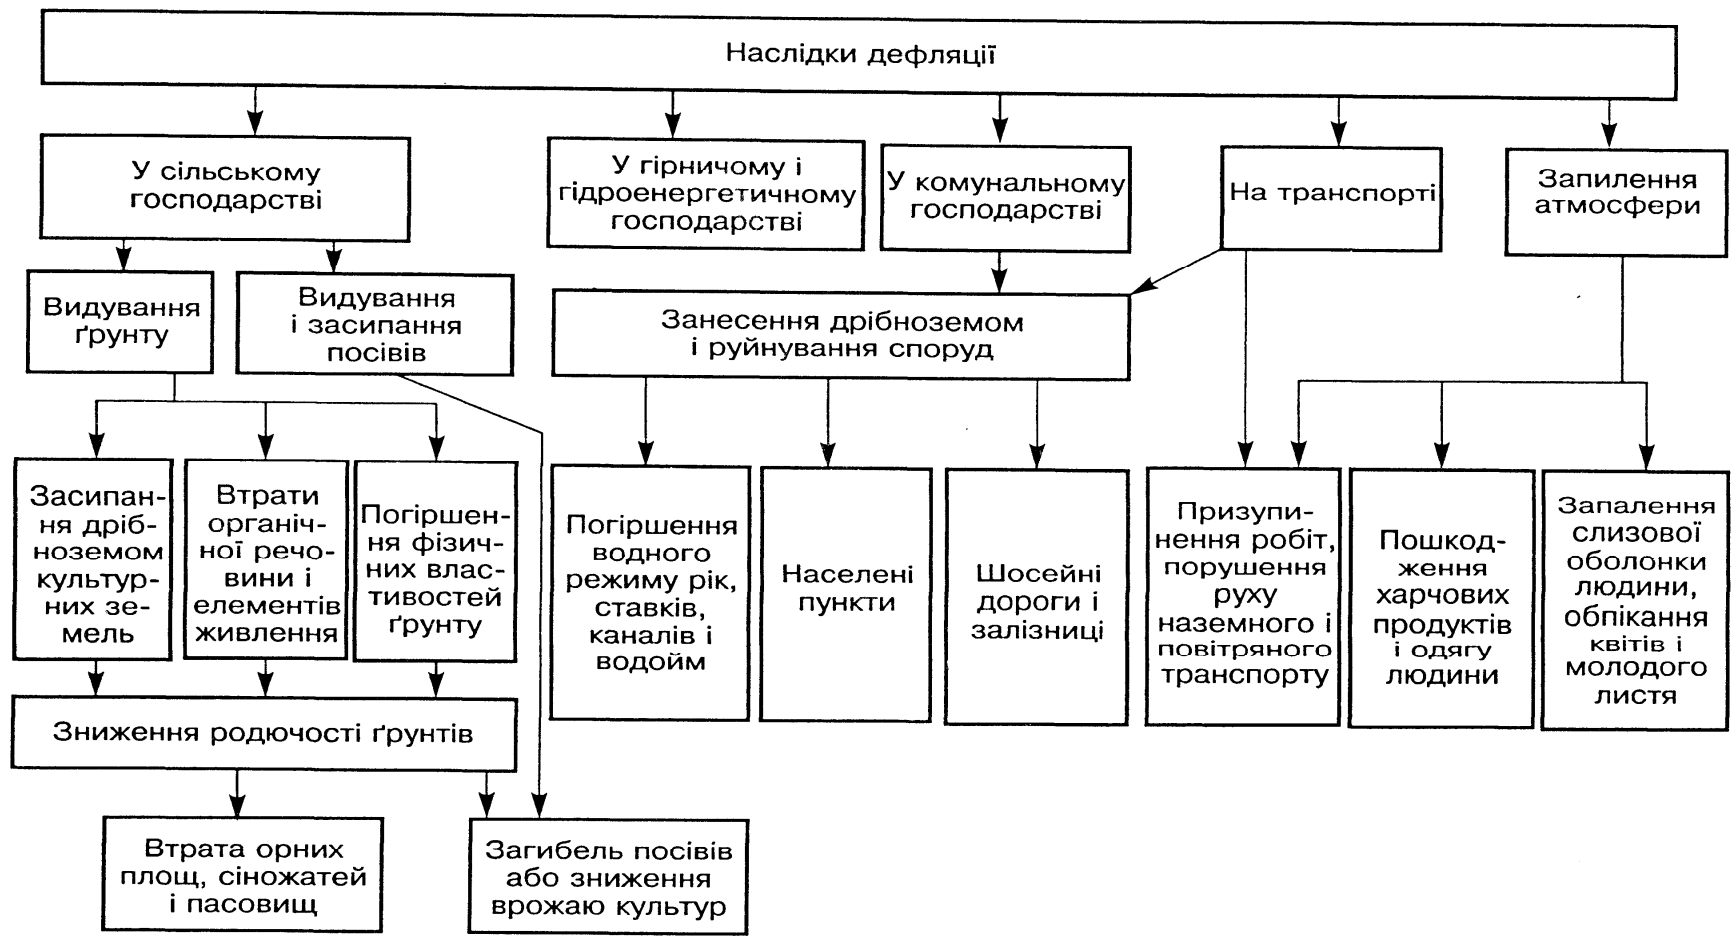 Наслідки дефляції
У сільському
господарстві
У гірничому і
гідроенергетичному
господарстві
У комунальному
господарстві
На транспорті
Запилення
атмосфери
Видування
ґрунту
Видування
і засипання
посівів
Занесення дрібноземом
і руйнування споруд
Засипан-
ня дріб-
ноземом
культур-
них зе-
мель
Втрати
органіч-
ної речо-
вини і
елементів
живлення
Погіршен-
ня фізич-
них влас-
тивостей
ґрунту
Погіршення
водного
режиму рік,
ставків,
каналів і
водойм
Населені
пункти
Шосейні
дороги і
залізниці
Призупи-
нення робіт,
порушення
руху
наземного і
повітряного
транспорту
Пошкод-
ження
харчових
продуктів
і одягу
людини
Запалення
слизової
оболонки
людини,
обпікання
квітів і
молодого
листя
Зниження родючості ґрунтів
Втрата орних
площ, сіножатей
і пасовищ
Загибель посівів
або зниження
врожаю культур